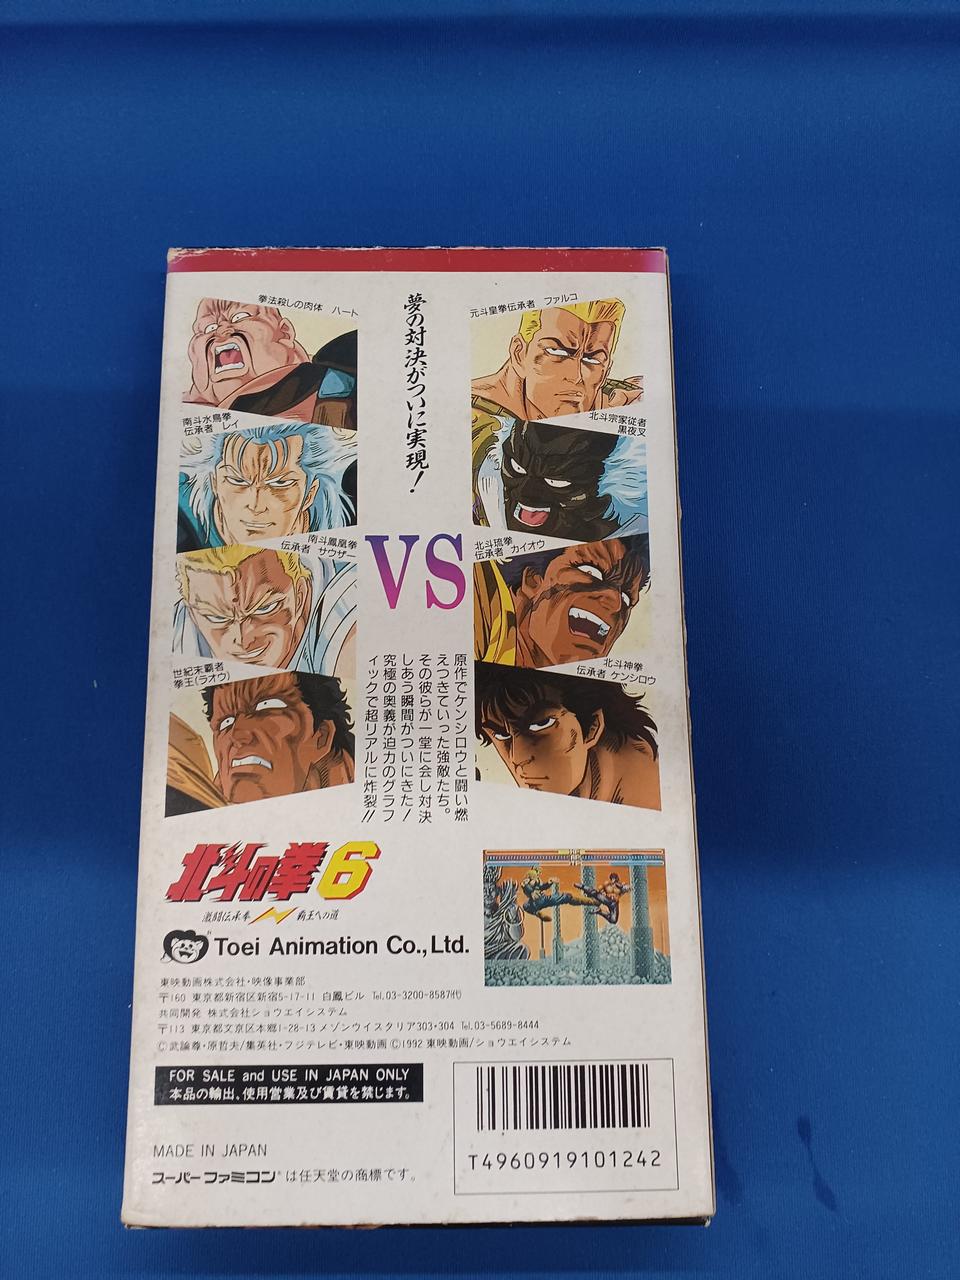 拳法殺しの肉体　ハート
南斗水鳥拳
伝承者　レイ
南斗鳳凰拳
伝承者　サウザー
世紀末覇者
拳王(ラオウ)
夢の対決がついに実現!
VS
元斗皇拳伝承者　ファルコ
北斗宗家従者
黒夜叉
北斗琉拳
伝承者　カイオウ
北斗神拳
伝承者　ケンシロウ
原作でケンシロウと闘い燃
えつきていった強敵たち。
その彼らが一堂に会し対決
しあう瞬間がついにきた!
究極の奥義が迫力のグラフ
ィックで超リアルに炸裂!!
北斗の拳6
激闘伝承拳 覇王への道
Toei Animation Co., Ltd.
東映動画株式会社・映像事業部
〒160 東京都新宿区新宿5-17-11 白鳳ビル Tel.03-3200-8587㈹
共同開発 株式会社ショウエイシステム
〒113 東京都文京区本郷1-28-13 メゾンウイスタリア303・304 Tel.03-5689-8444
©武論尊・原哲夫/集英社・フジテレビ・東映動画 ©1992 東映動画/ショウエイシステム
FOR SALE and USE IN JAPAN ONLY
本品の輸出、使用営業及び賃貸を禁じます。
MADE IN JAPAN
スーパーファミコン®は任天堂の商標です。
T4960919101242